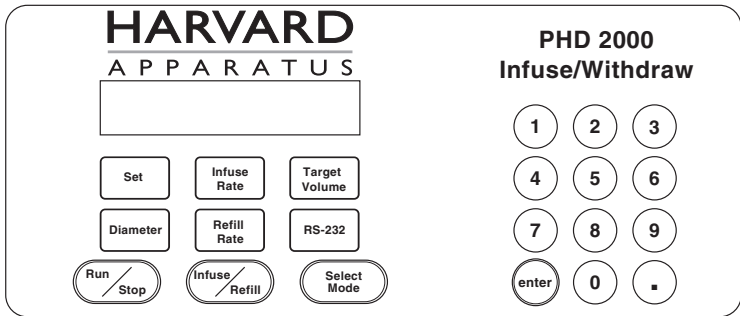 HARVARD
APPARATUS
PHD 2000
Infuse/Withdraw
Set
Infuse
Rate
Target
Volume
Diameter
Refill
Rate
RS-232
Run/Stop
Infuse/Refill
Select
Mode
1 2 3
4 5 6
7 8 9
enter 0 .